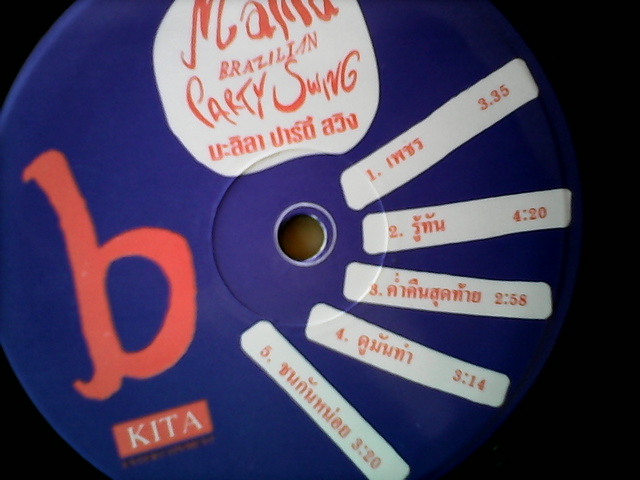 BRAZILIAN
PARTY SWING
มะลิลา ปาร์ตี้ สวิง
1. เพชร 3.35
2. รู้ทัน 4:20
3. ค่ำคืนสุดท้าย 2:58
4. ดูมันทำ 3:14
5. ชนกันหน่อย 3:20
b
KITA
ENTERTAINMENT